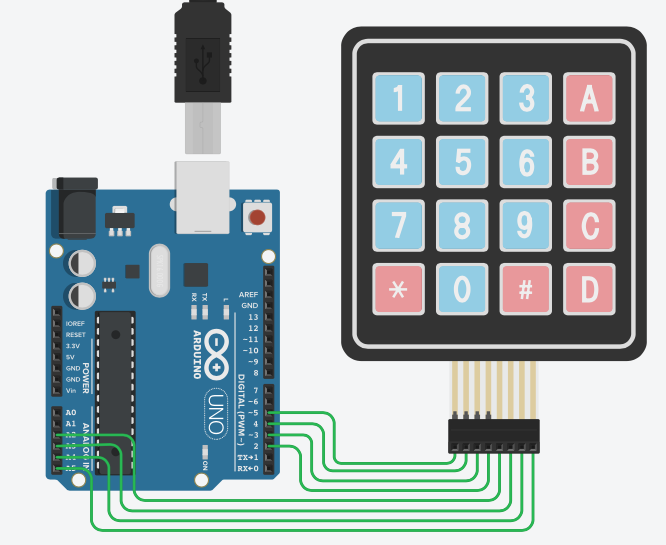 1 2 3 A
4 5 6 B
7 8 9 C
* 0 # D
AREF
GND
13
12
~11
~10
~9
8
7
~6
~5
4
~3
2
TX→1
RX←0
DIGITAL (PWM~)
RX
TX
L
ARDUINO
UNO
ON
IOREF
RESET
3.3V
5V
GND
GND
Vin
POWER
A0
A1
A2
A3
A4
A5
ANALOG IN